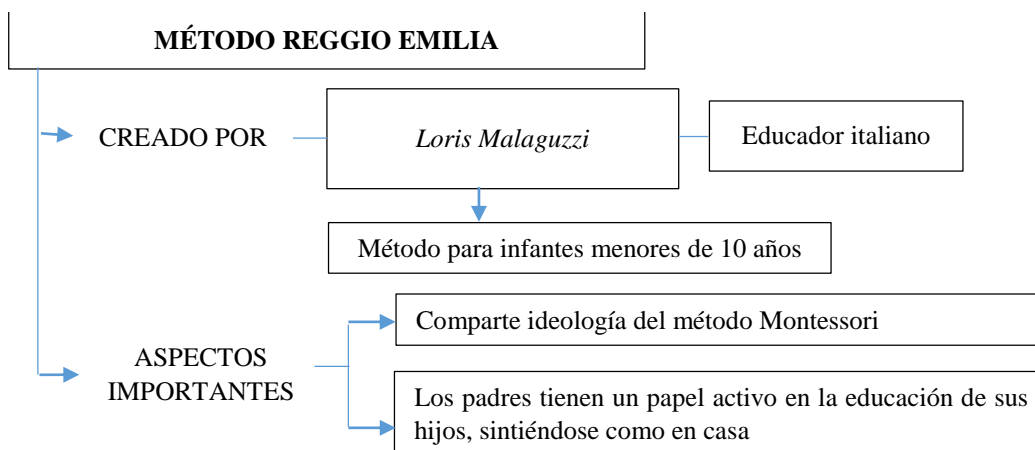 MÉTODO REGGIO EMILIA
CREADO POR
Loris Malaguzzi
Educador italiano
Método para infantes menores de 10 años
Comparte ideología del método Montessori
ASPECTOS
IMPORTANTES
Los padres tienen un papel activo en la educación de sus
hijos, sintiéndose como en casa